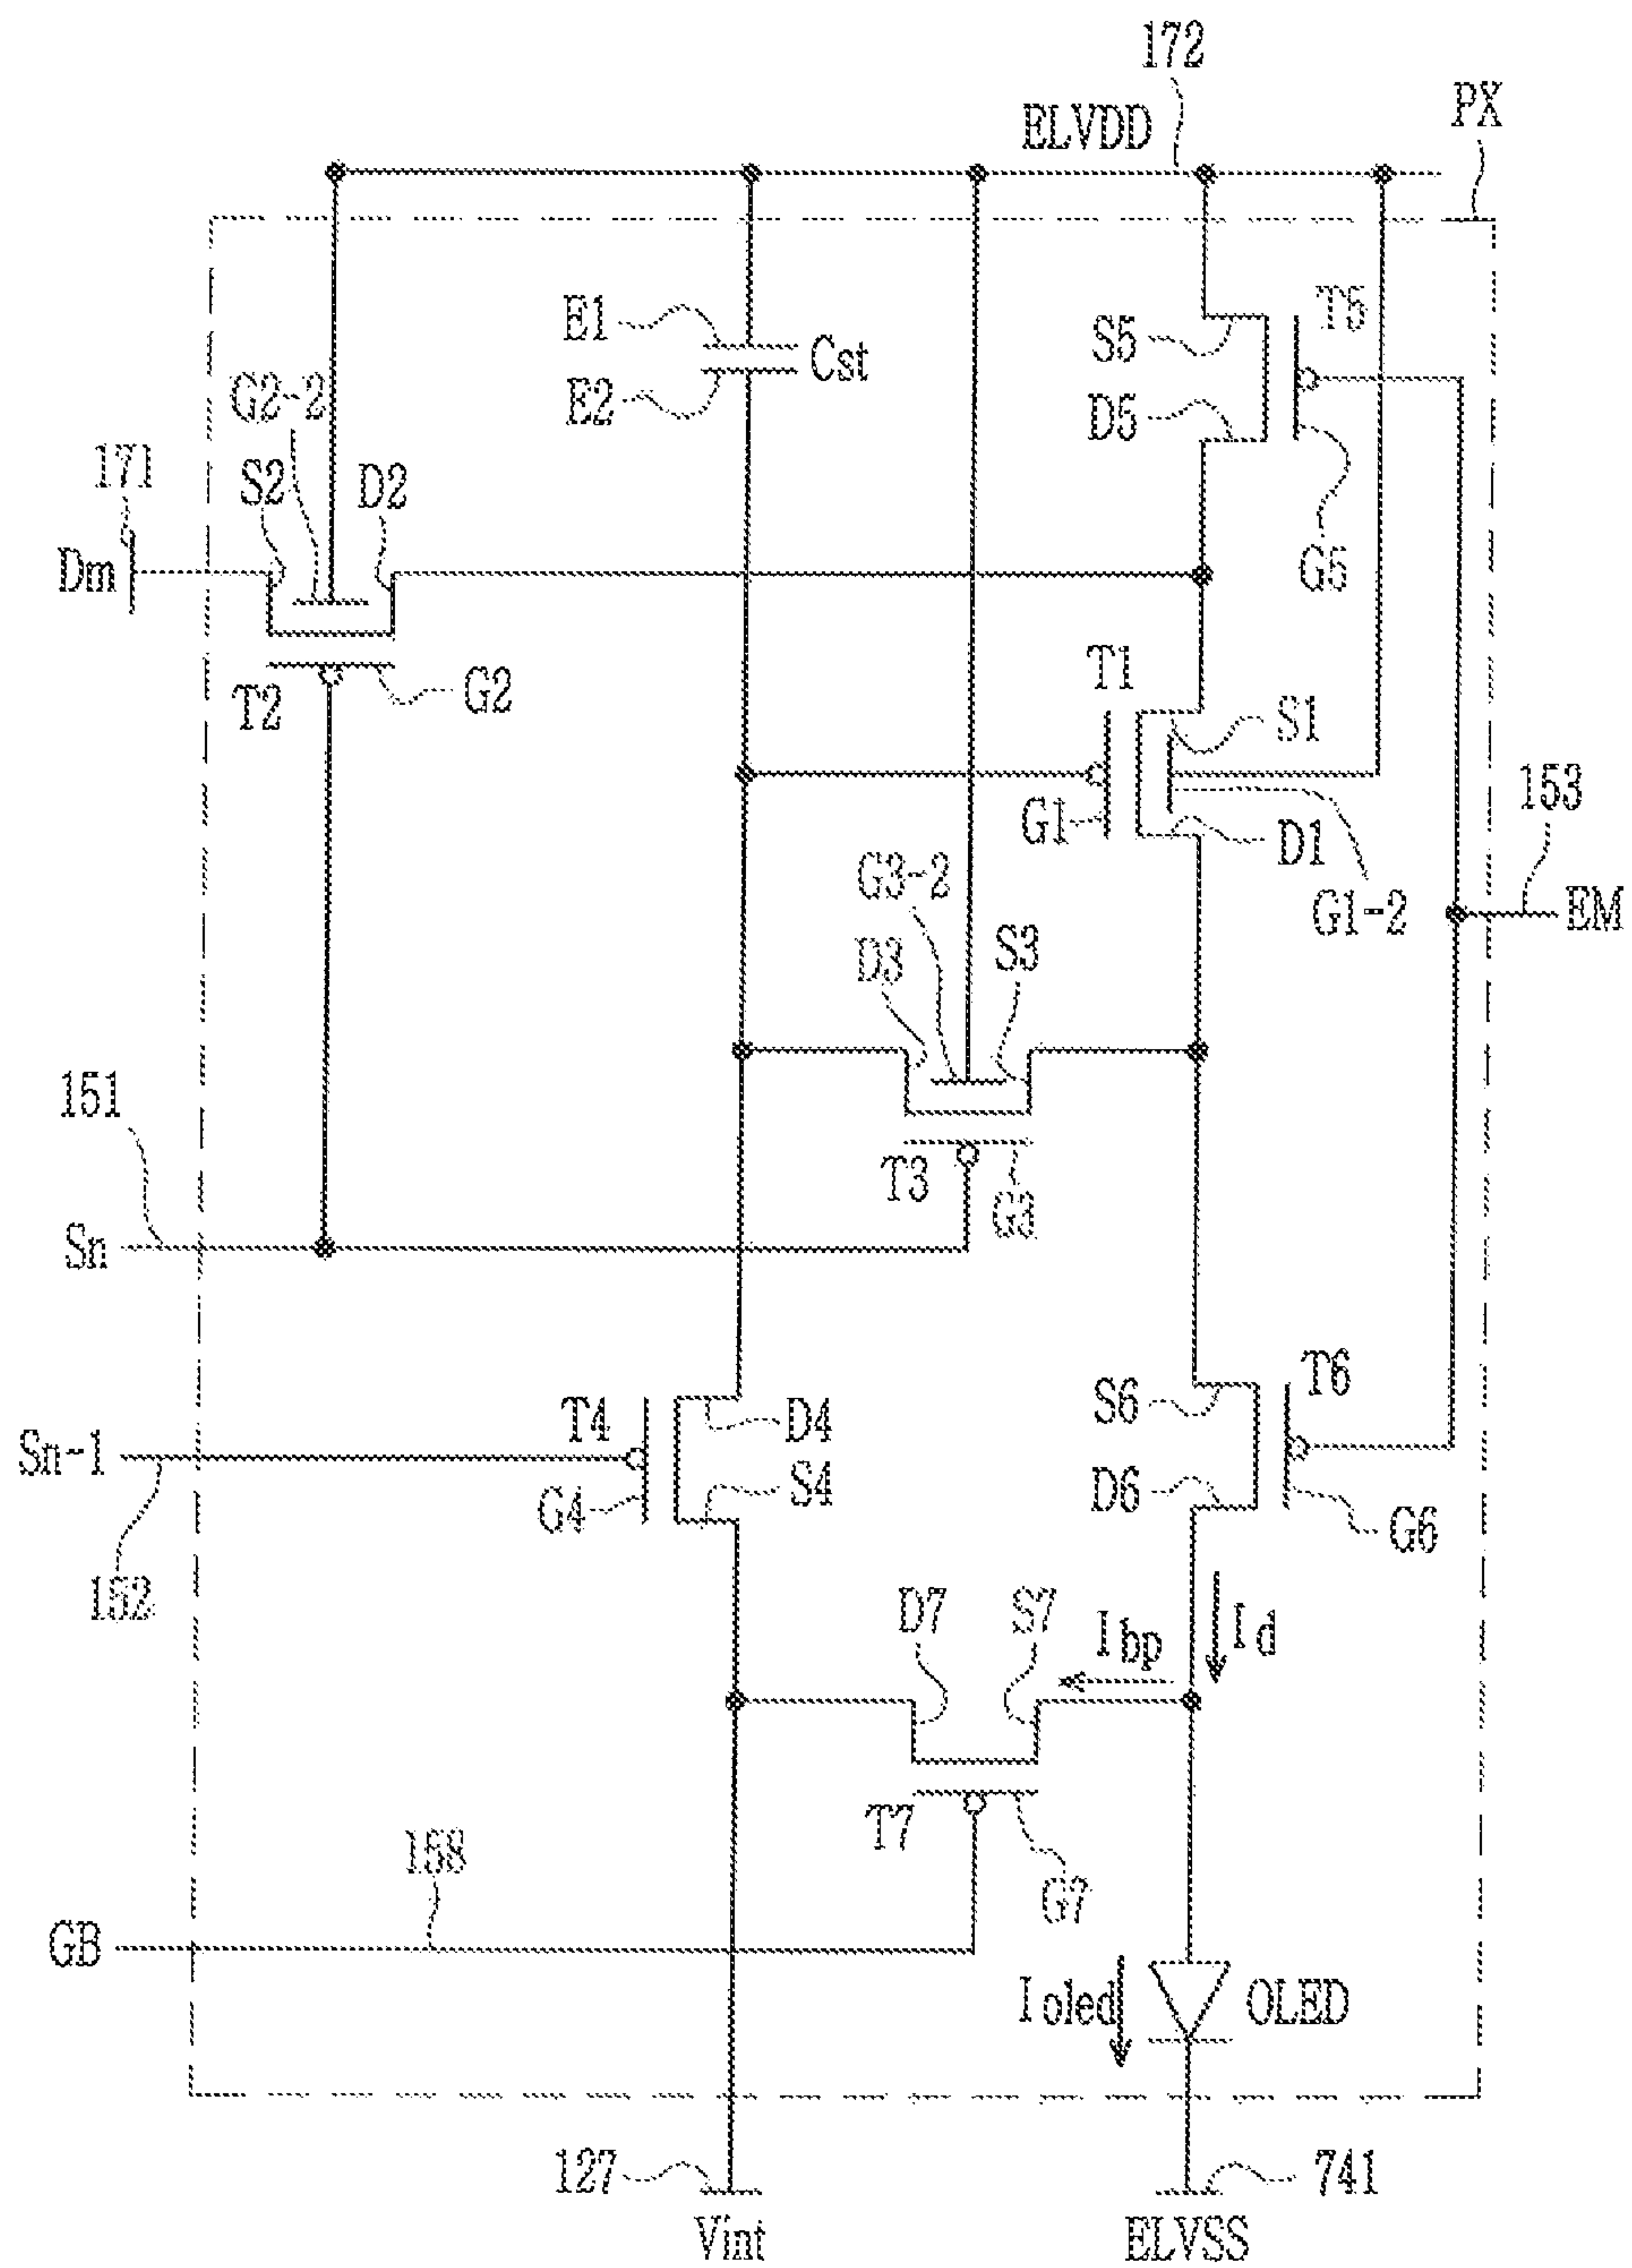 172
ELVDD
PX
E1
Cst
E2
T5
S5
D5
G5
G2-2
171
S2
D2
Dm
T2
G2
T1
S1
G1
D1
G1-2
153
EM
G3-2
D3
S3
T3
G3
151
Sn
T4
D4
Sn-1
G4
S4
152
T6
S6
D6
G6
D7
S7
Ibp
Id
T7
G7
158
GB
Ioled
OLED
127
741
Vint
ELVSS